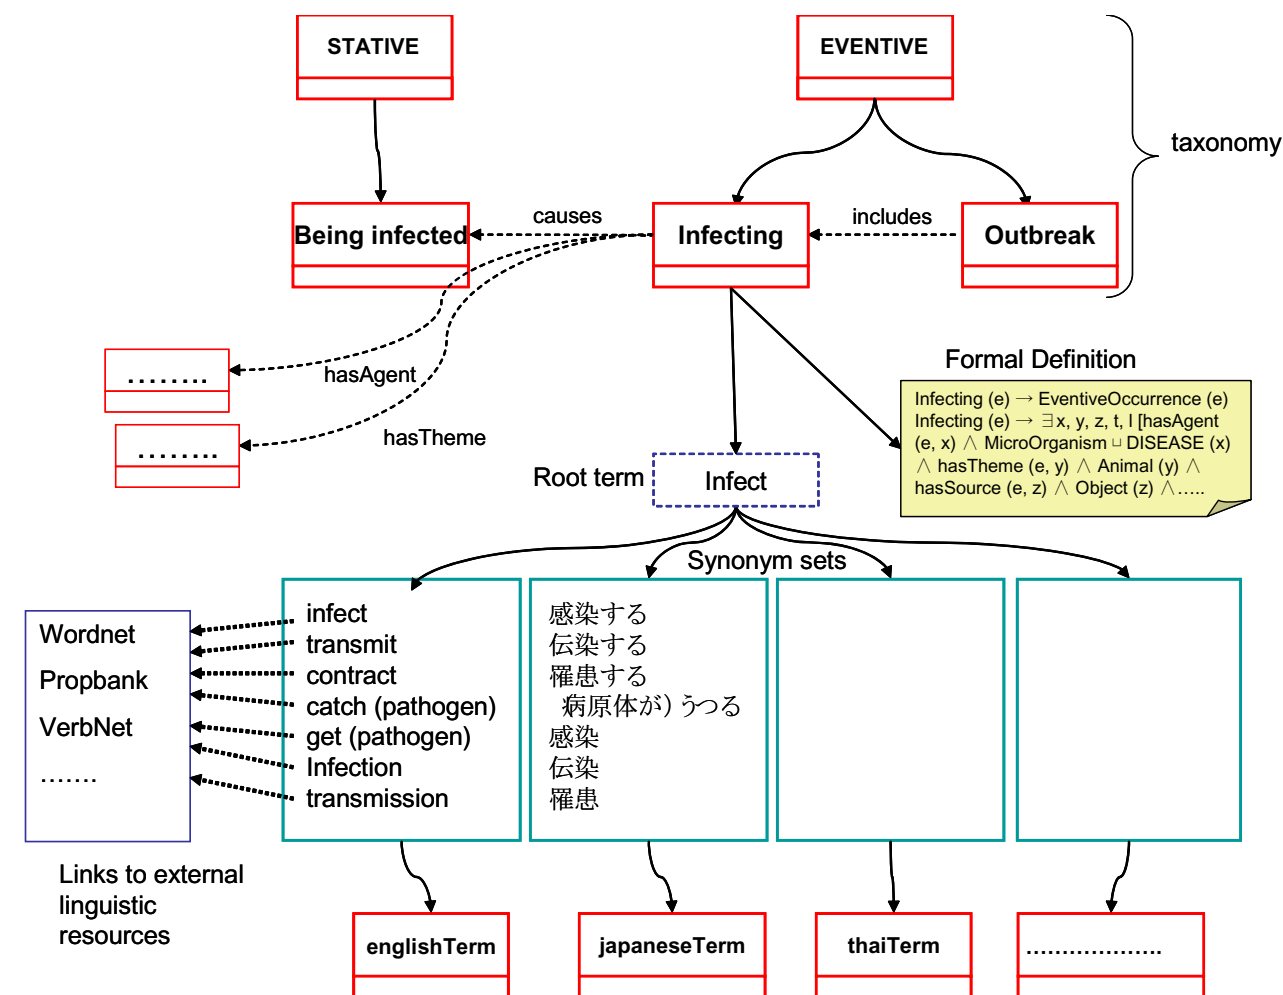 STATIVE
EVENTIVE
taxonomy
Being infected
causes
Infecting
includes
Outbreak
……..
hasAgent
……..
hasTheme
Formal Definition
Infecting (e) → EventiveOccurrence (e)
Infecting (e) → ∃x, y, z, t, l [hasAgent
(e, x) ∧ MicroOrganism ⊔ DISEASE (x)
∧ hasTheme (e, y) ∧ Animal (y) ∧
hasSource (e, z) ∧ Object (z) ∧…..
Root term
Infect
Synonym sets
Wordnet
Propbank
VerbNet
…….
Links to external
linguistic
resources
infect
transmit
contract
catch (pathogen)
get (pathogen)
Infection
transmission
感染する
伝染する
罹患する
病原体が) うつる
感染
伝染
罹患
englishTerm
japaneseTerm
thaiTerm
……………….